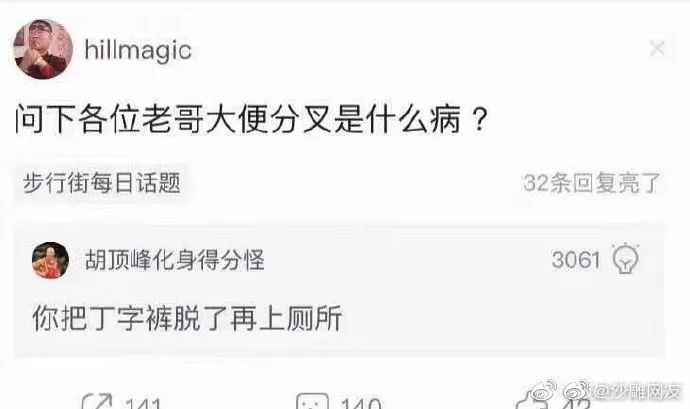 hillmagic
问下各位老哥大便分叉是什么病？
步行街每日话题
32条回复亮了
胡顶峰化身得分怪
3061
你把丁字裤脱了再上厕所
141
140
42
@沙雕网友